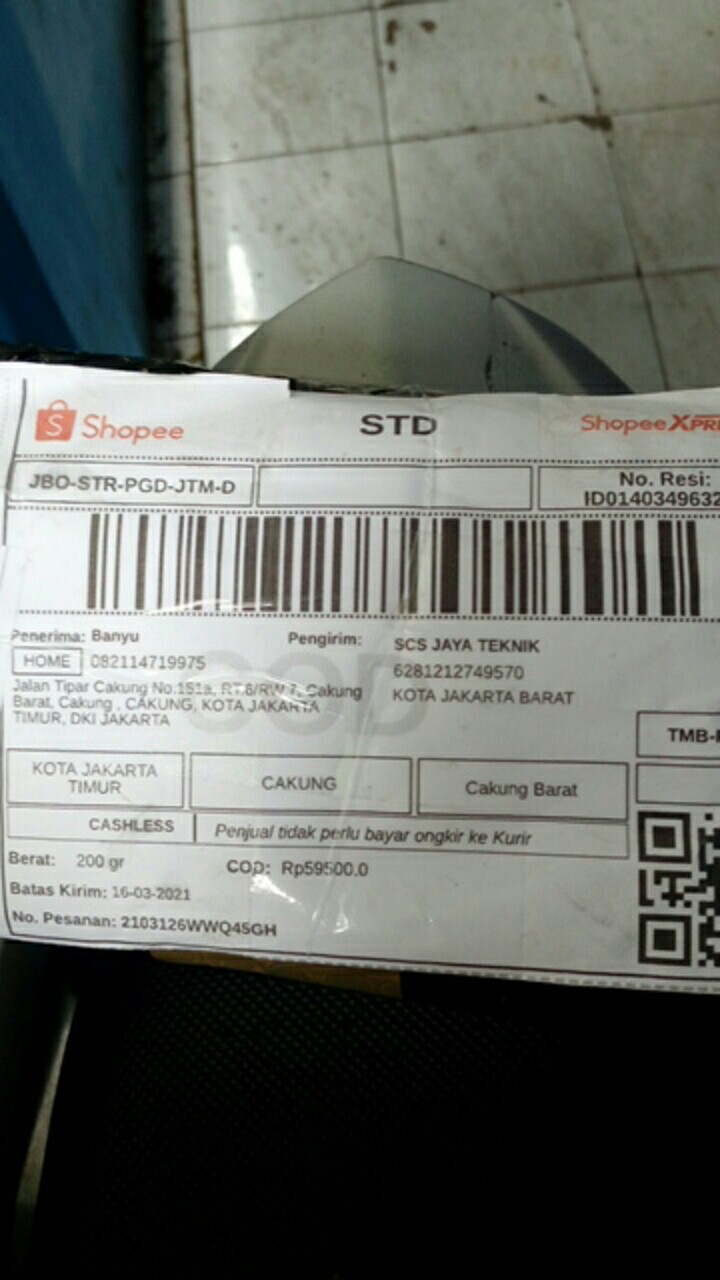 Shopee
STD
ShopeeXPR
JBO-STR-PGD-JTM-D
No. Resi:
ID0140349632
Penerima: Banyu
HOME 082114719975
Jalan Tipar Cakung No.151a, RT.8/RW.7, Cakung
Barat, Cakung , CAKUNG, KOTA JAKARTA
TIMUR, DKI JAKARTA
Pengirim: SCS JAYA TEKNIK
6281212749570
KOTA JAKARTA BARAT
COD
TMB-
KOTA JAKARTA
TIMUR
CAKUNG
Cakung Barat
CASHLESS
Penjual tidak perlu bayar ongkir ke Kurir
Berat: 200 gr
COD: Rp59500.0
Batas Kirim: 16-03-2021
No. Pesanan: 2103126WWQ45GH